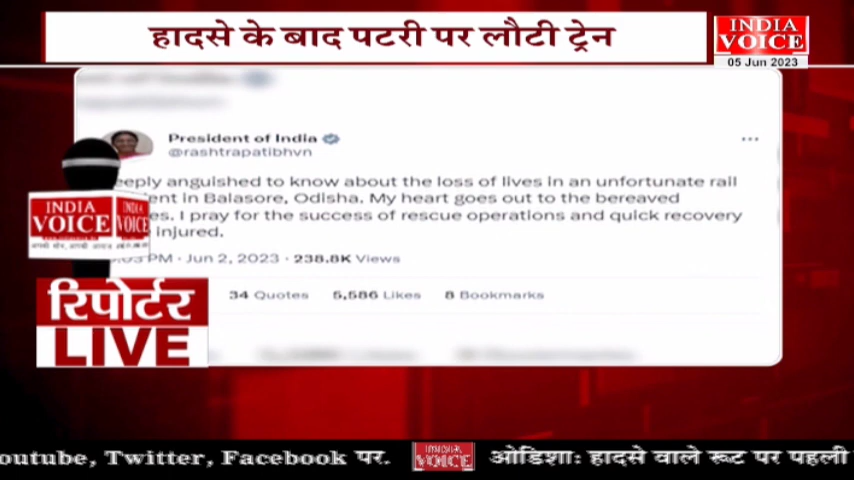 हादसे के बाद पटरी पर लौटी ट्रेन
INDIA
VOICE
05 Jun 2023
President of India
@rashtrapatibhvn
anguished to know about the loss of lives in an unfortunate rail
in Balasore, Odisha. My heart goes out to the bereaved
I pray for the success of rescue operations and quick recovery
injured.
PM · Jun 2, 2023 · 238.8K Views
34 Quotes 5,586 Likes 8 Bookmarks
INDIA INDIA
VOICE VOICE
रिपोर्टर
LIVE
outube, Twitter, Facebook पर. INDIA VOICE ओडिशा: हादसे वाले रूट पर पहली